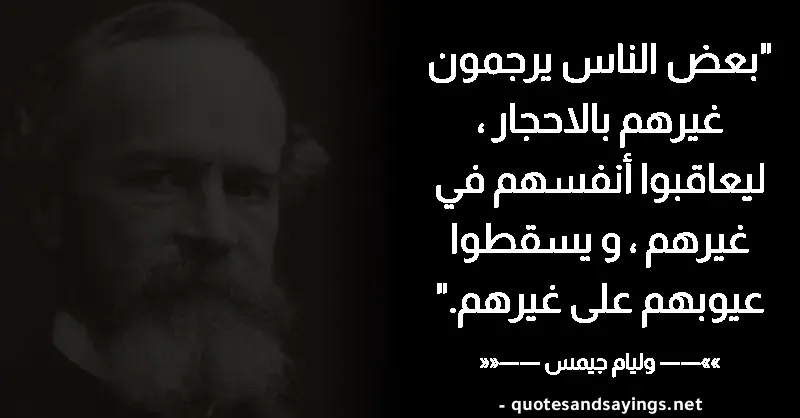 "بعض الناس يرجمون
غيرهم بالاحجار ،
ليعاقبوا أنفسهم في
غيرهم ، و يسقطوا
عيوبهم على غيرهم."
»»—— وليام جيمس ——««
- quotesandsayings.net